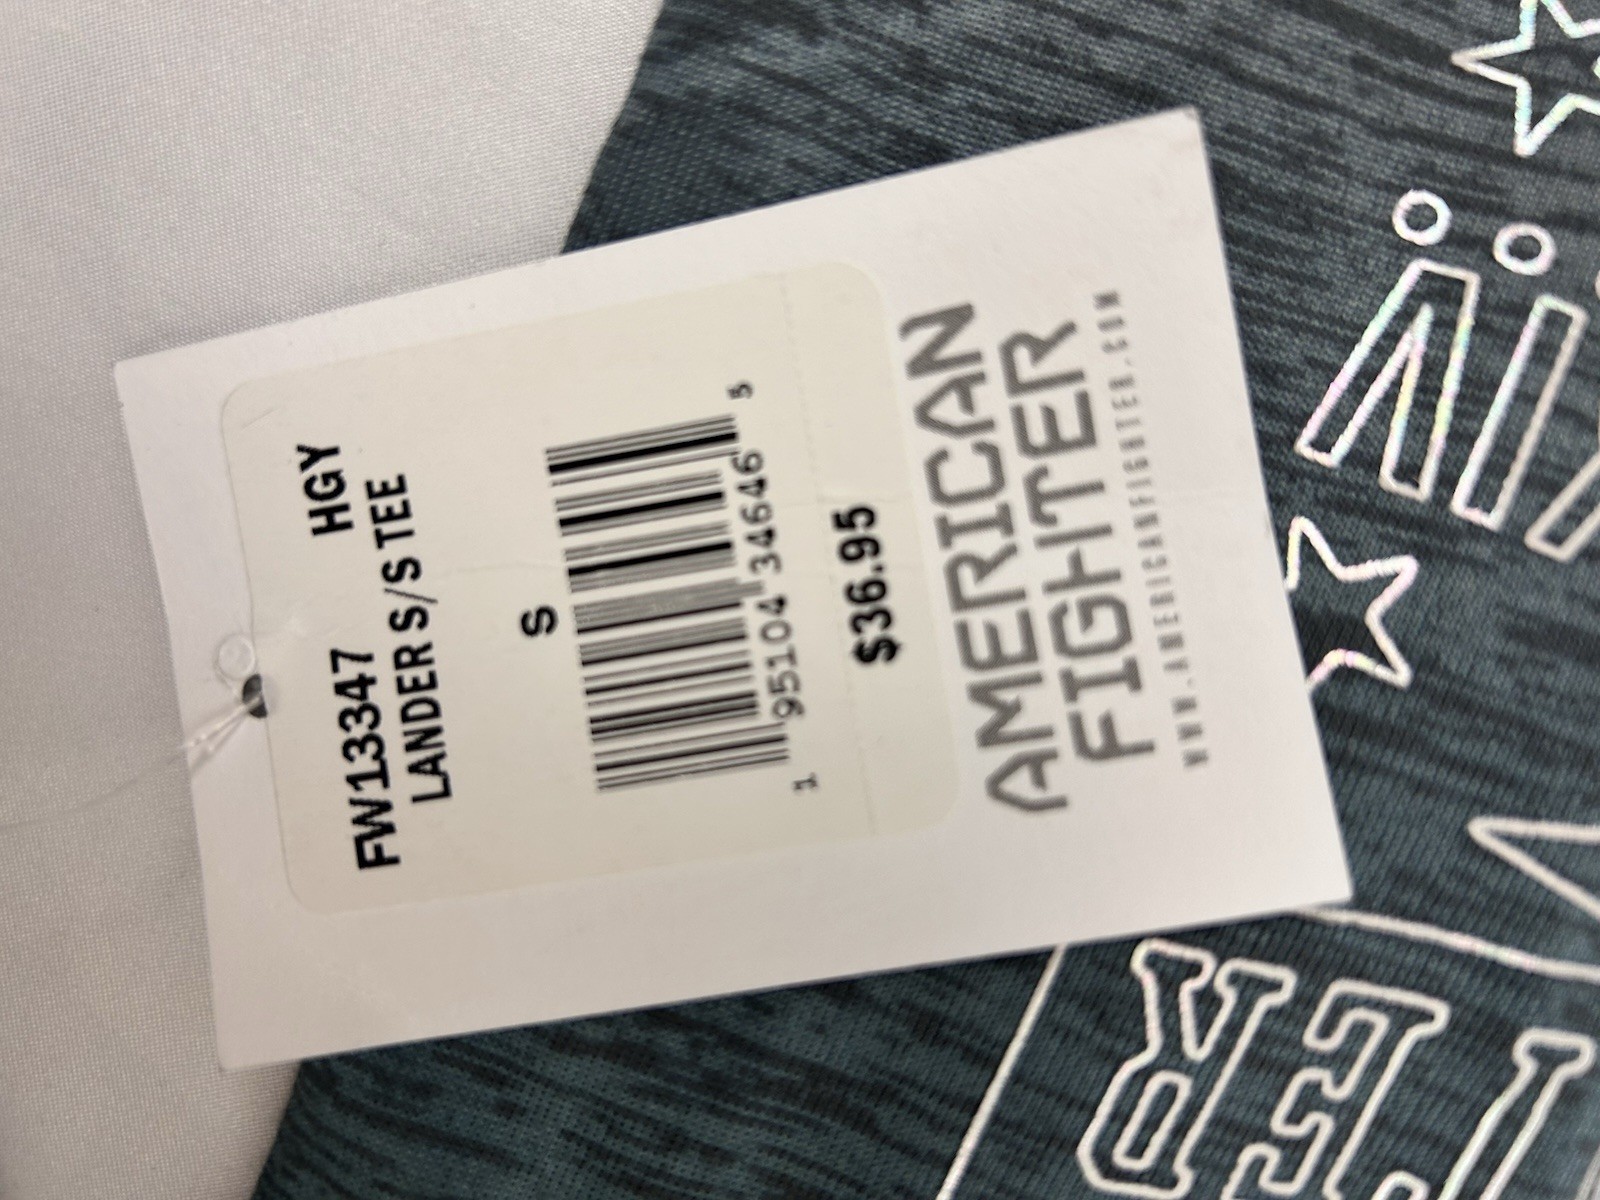 FW13347 HGY
LANDER S/S TEE
S
1 95104 34646 5
$36.95
AMERICAN
FIGHTER
WWW.AMERICANFIGHTER.COM